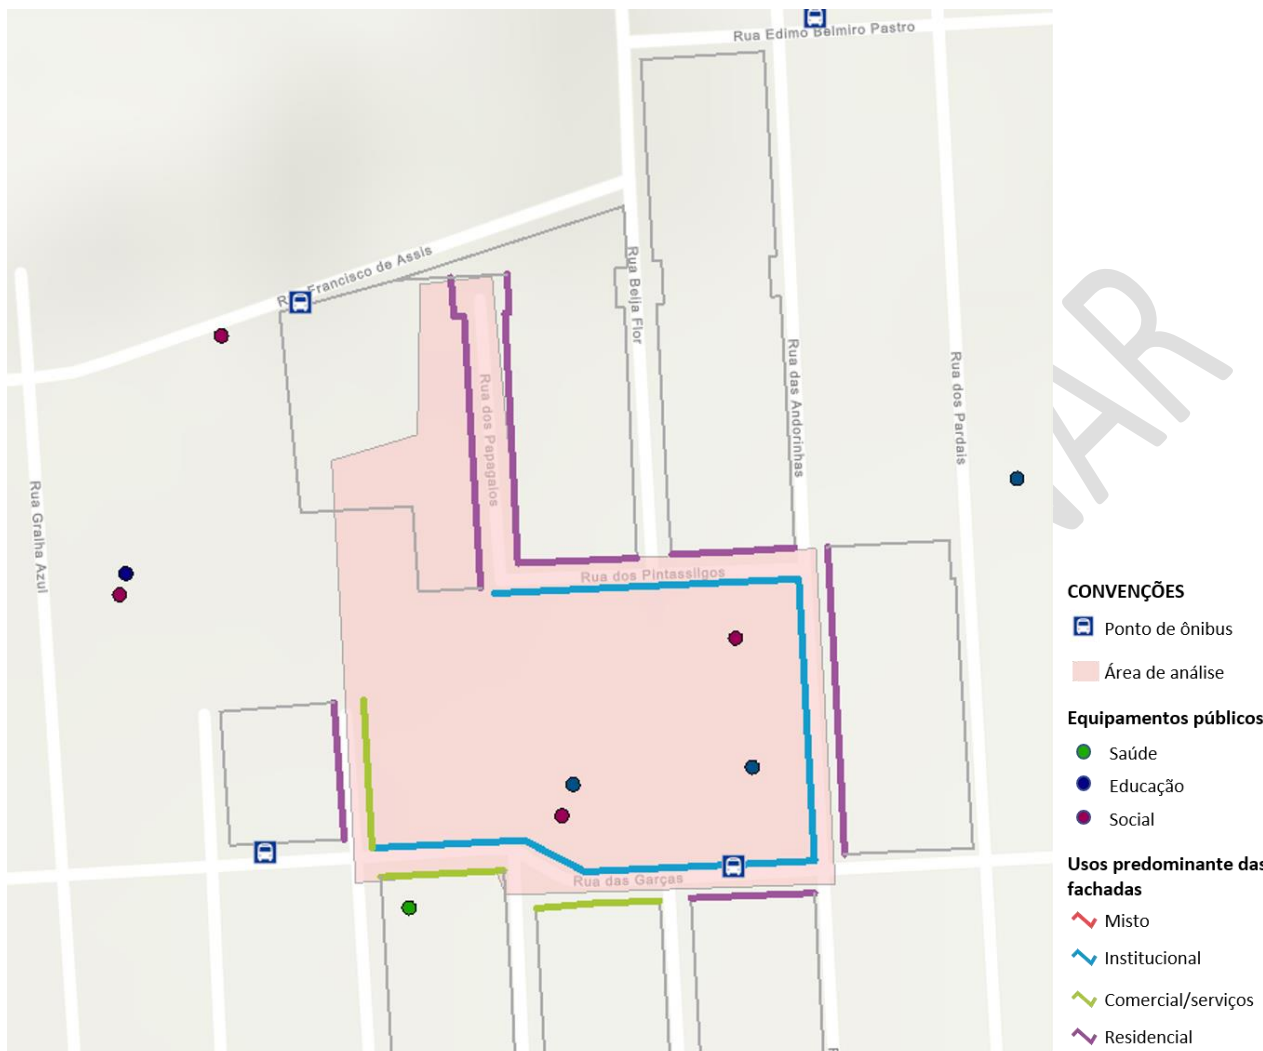 Rua Edimo Belmiro Pastro
Francisco de Assis
Rua Beija Flor
Rua das Andorinhas
Rua dos Pardais
Rua dos Papagaios
Rua Gralha Azul
Rua dos Pintassilgos
Rua das Garças
NAR
CONVENÇÕES
Ponto de ônibus
Área de análise
Equipamentos públicos
Saúde
Educação
Social
Usos predominante das
fachadas
Misto
Institucional
Comercial/serviços
Residencial